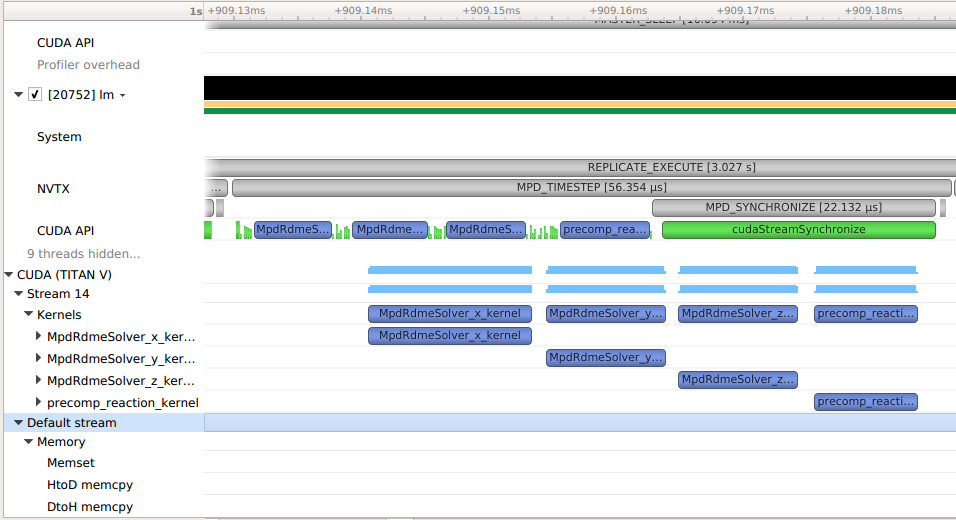 1s +909.13ms +909.14ms +909.15ms +909.16ms +909.17ms +909.18ms
CUDA API
Profiler overhead
[20752] lm
System
REPLICATE_EXECUTE [3.027 s]
NVTX ... MPD_TIMESTEP [56.354 µs]
MPD_SYNCHRONIZE [22.132 µs]
CUDA API MpdRdmeS... MpdRdme... MpdRdmeS... precomp_rea... cudaStreamSynchronize
9 threads hidden...
CUDA (TITAN V)
Stream 14
Kernels MpdRdmeSolver_x_kernel MpdRdmeSolver_y... MpdRdmeSolver_z... precomp_reacti...
MpdRdmeSolver_x_ker... MpdRdmeSolver_x_kernel
MpdRdmeSolver_y_ker... MpdRdmeSolver_y...
MpdRdmeSolver_z_ker... MpdRdmeSolver_z...
precomp_reaction_kernel precomp_reacti...
Default stream
Memory
Memset
HtoD memcpy
DtoH memcpy